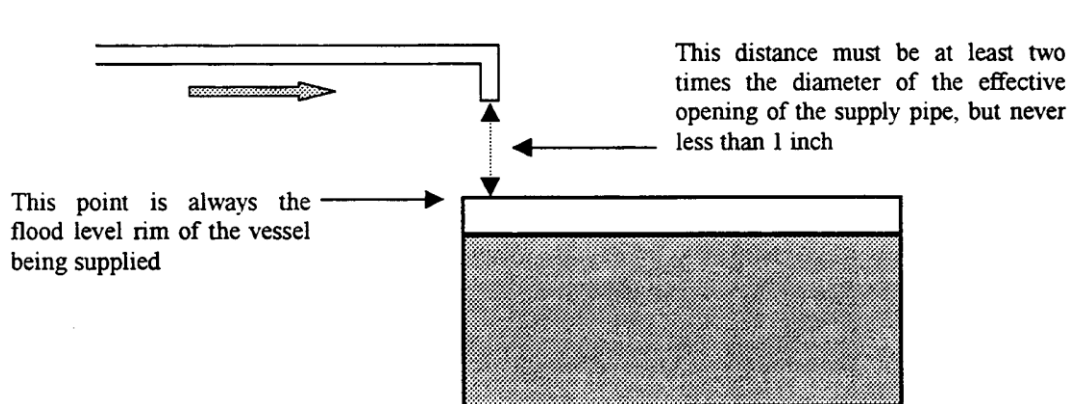 This distance must be at least two
times the diameter of the effective
opening of the supply pipe, but never
less than 1 inch
This point is always the
flood level rim of the vessel
being supplied